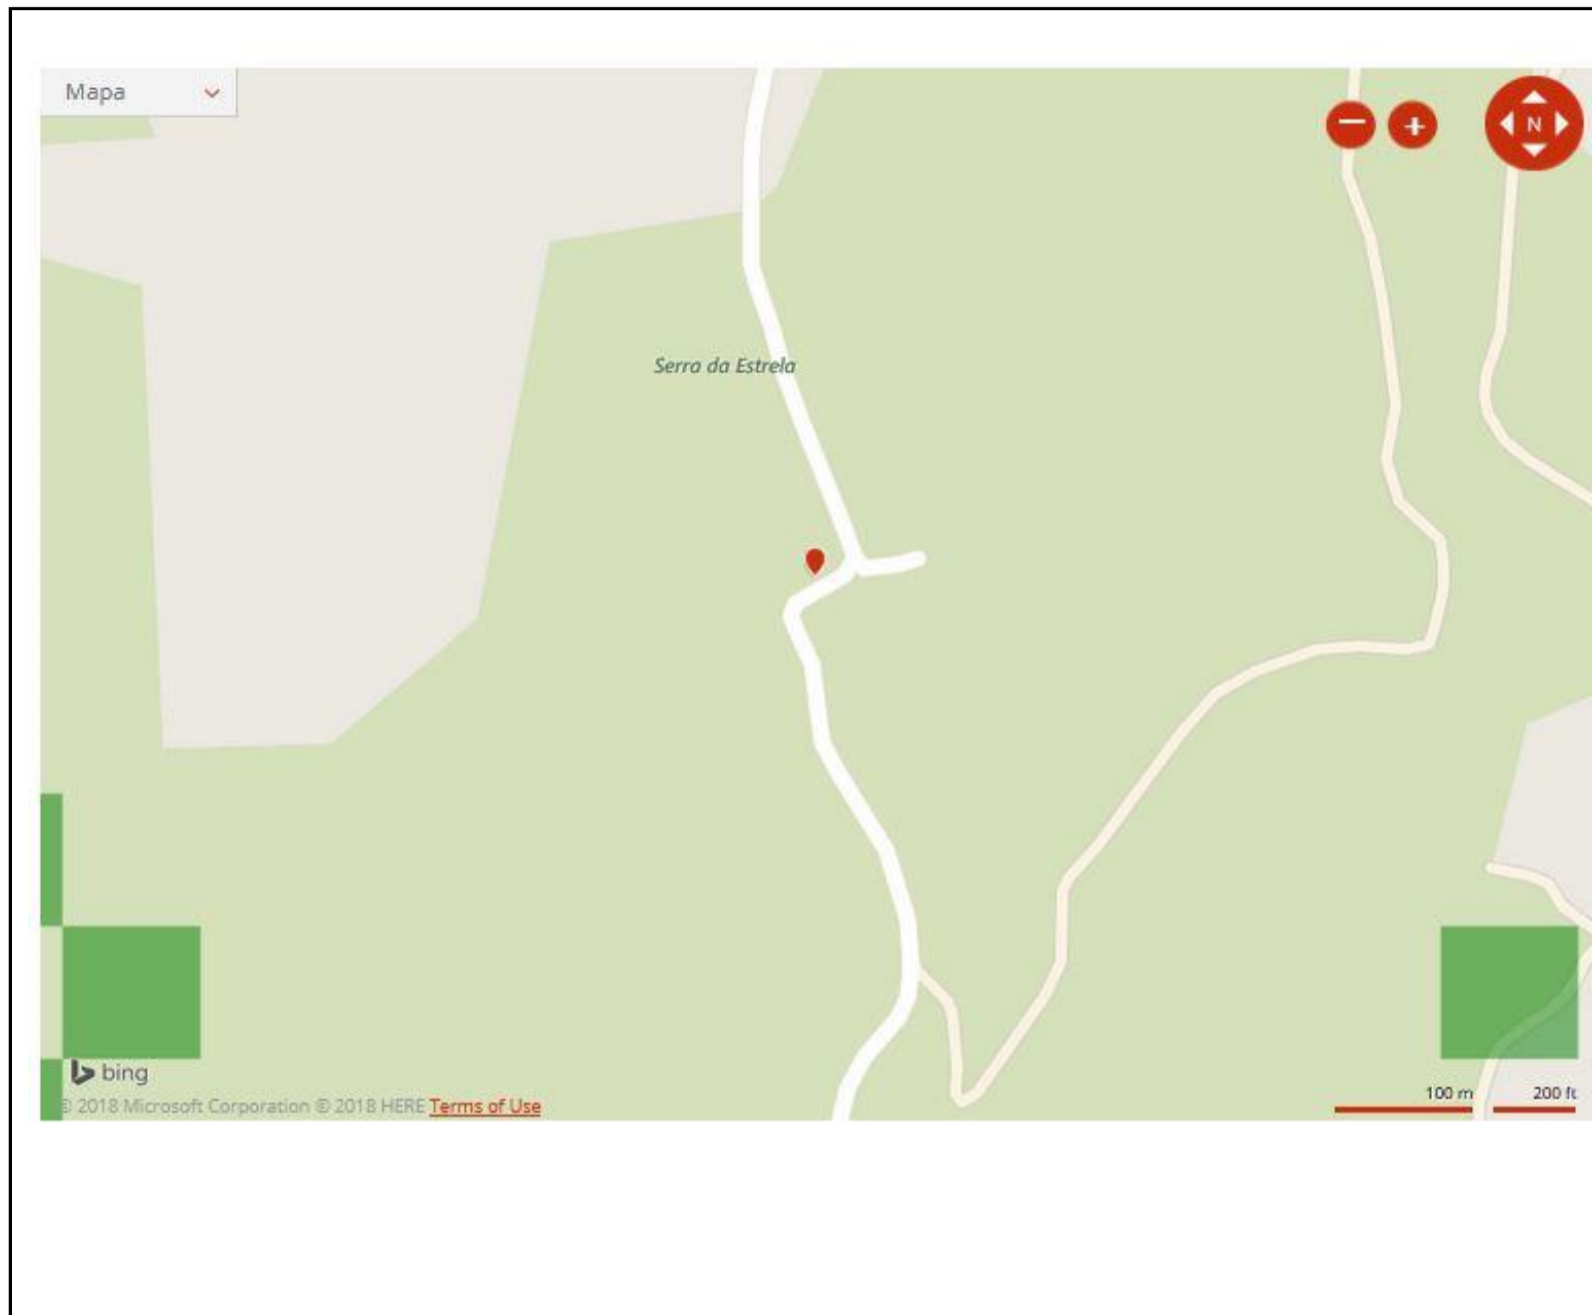 Mapa
N
Serra da Estrela
bing
© 2018 Microsoft Corporation © 2018 HERE Terms of Use
100 m 200 ft